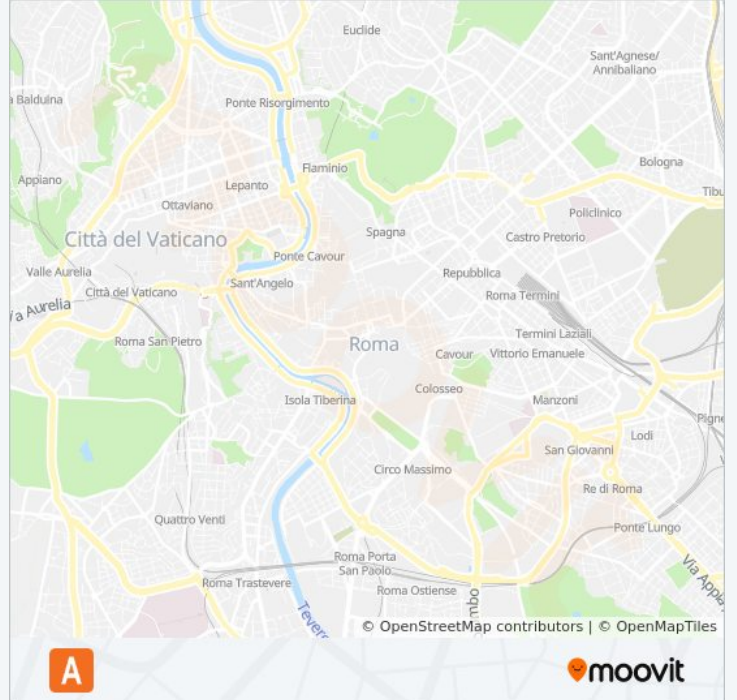 Euclide
Sant'Agnese/
Annibaliano
a Balduina
Ponte Risorgimento
Flaminio
Bologna
Appiano
Lepanto
Tibu
Ottaviano
Policlinico
Spagna
Castro Pretorio
Città del Vaticano
Ponte Cavour
Valle Aurelia
Sant'Angelo
Repubblica
Città del Vaticano
Roma Termini
a Aurelia
Termini Laziali
Roma San Pietro
Roma
Cavour
Vittorio Emanuele
Colosseo
Isola Tiberina
Manzoni
Pigne
Lodi
San Giovanni
Circo Massimo
Re di Roma
Quattro Venti
Ponte Lungo
Roma Porta
San Paolo
Via Appia
Roma Trastevere
Roma Ostiense
mbo
Tevere
© OpenStreetMap contributors | © OpenMapTiles
A
moovit